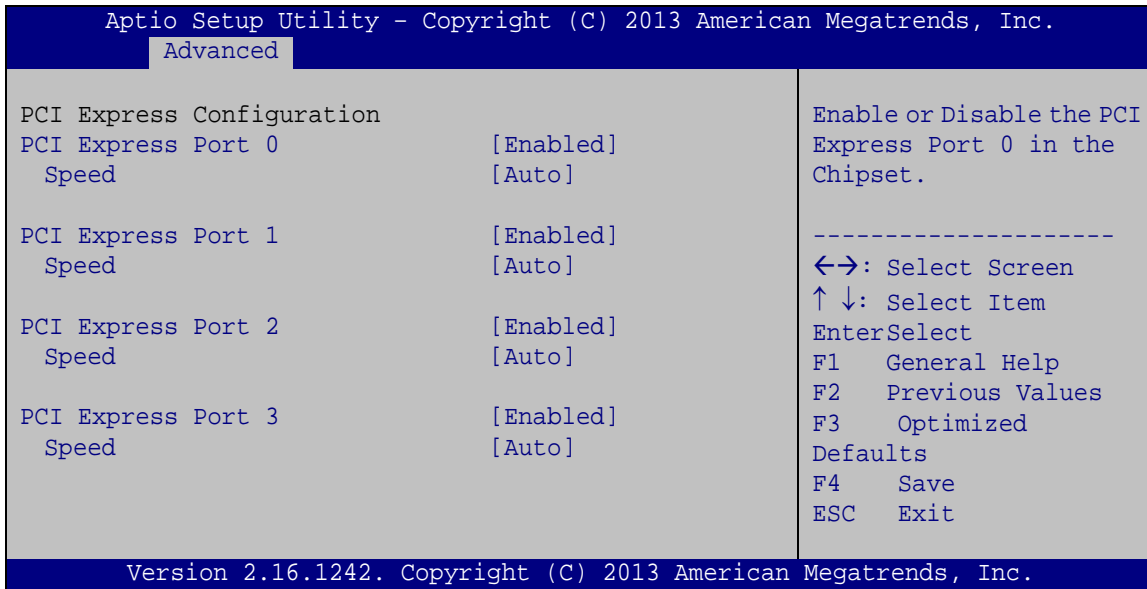 Aptio Setup Utility – Copyright (C) 2013 American Megatrends, Inc.
Advanced
PCI Express Configuration
PCI Express Port 0 [Enabled]
Speed [Auto]
PCI Express Port 1 [Enabled]
Speed [Auto]
PCI Express Port 2 [Enabled]
Speed [Auto]
PCI Express Port 3 [Enabled]
Speed [Auto]
Enable or Disable the PCI
Express Port 0 in the
Chipset.
---------------------
←→: Select Screen
↑ ↓: Select Item
EnterSelect
F1 General Help
F2 Previous Values
F3 Optimized
Defaults
F4 Save
ESC Exit
Version 2.16.1242. Copyright (C) 2013 American Megatrends, Inc.